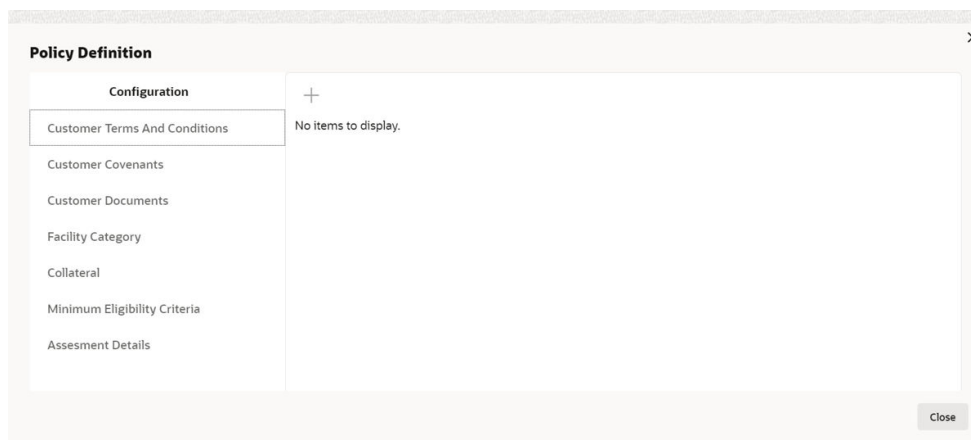 Policy Definition
Configuration
Customer Terms And Conditions
No items to display.
Customer Covenants
Customer Documents
Facility Category
Collateral
Minimum Eligibility Criteria
Assesment Details
Close